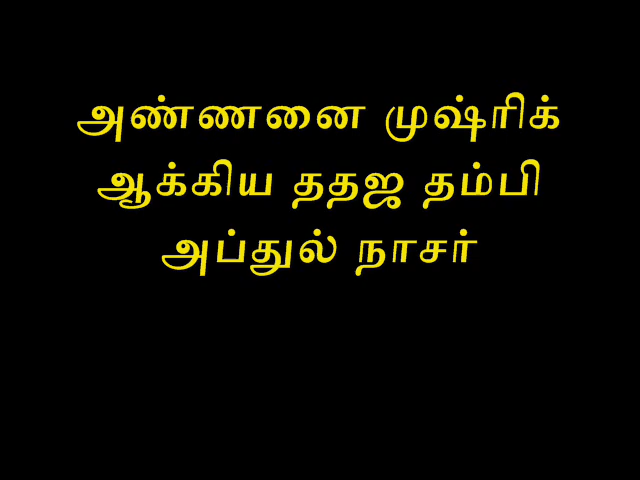 அண்ணனை முஷ்ரிக்
ஆக்கிய ததஜ தம்பி
அப்துல் நாசர்